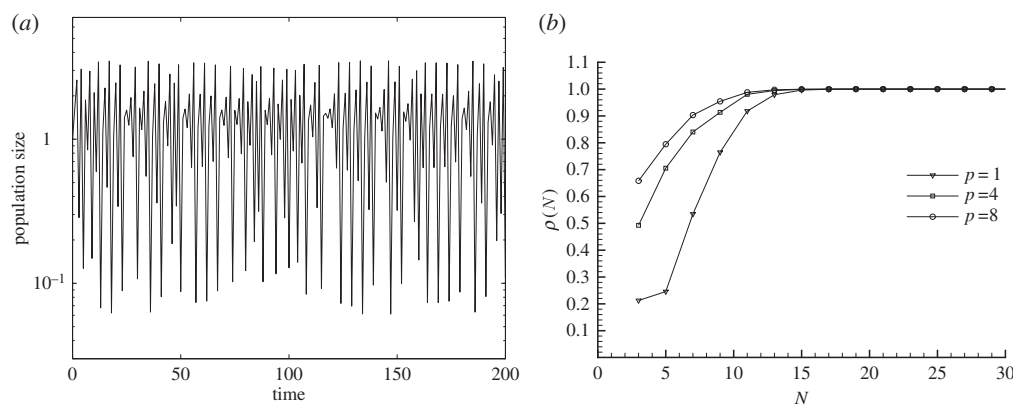 (a)
population size
1
10⁻¹
0 50 100 150 200
time
(b)
ρ(N)
1.1
1.0
0.9
0.8
0.7
0.6
0.5
0.4
0.3
0.2
0.1
p = 1
p = 4
p = 8
0 5 10 15 20 25 30
N